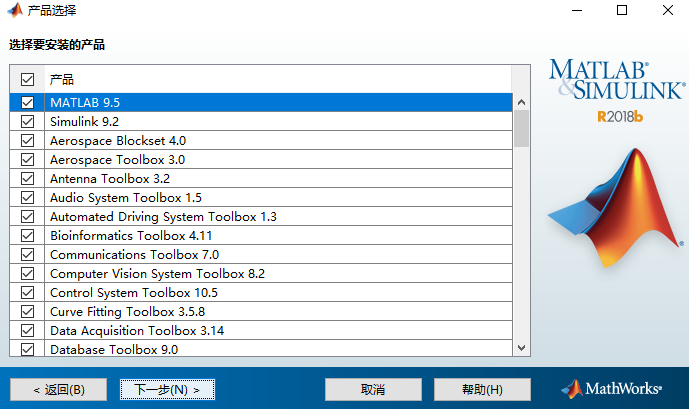 产品选择
选择要安装的产品
产品
MATLAB 9.5
Simulink 9.2
Aerospace Blockset 4.0
Aerospace Toolbox 3.0
Antenna Toolbox 3.2
Audio System Toolbox 1.5
Automated Driving System Toolbox 1.3
Bioinformatics Toolbox 4.11
Communications Toolbox 7.0
Computer Vision System Toolbox 8.2
Control System Toolbox 10.5
Curve Fitting Toolbox 3.5.8
Data Acquisition Toolbox 3.14
Database Toolbox 9.0
MATLAB®
&SIMULINK®
R2018b
®
< 返回(B)
下一步(N) >
取消
帮助(H)
MathWorks®